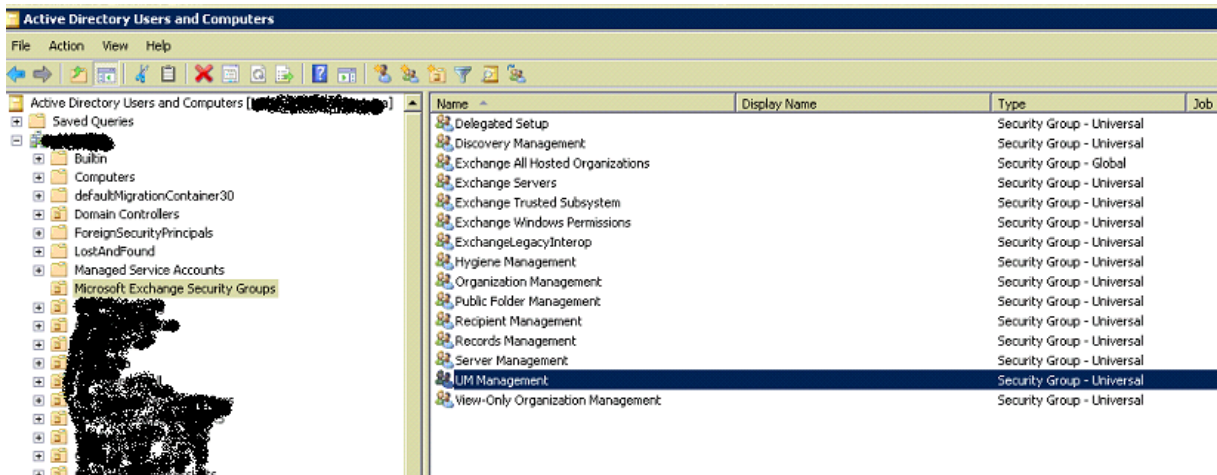 Active Directory Users and Computers
File Action View Help
Active Directory Users and Computers [
Saved Queries
Builtin
Computers
defaultMigrationContainer30
Domain Controllers
ForeignSecurityPrincipals
LostAndFound
Managed Service Accounts
Microsoft Exchange Security Groups
Name Display Name Type Job
Delegated Setup Security Group - Universal
Discovery Management Security Group - Universal
Exchange All Hosted Organizations Security Group - Global
Exchange Servers Security Group - Universal
Exchange Trusted Subsystem Security Group - Universal
Exchange Windows Permissions Security Group - Universal
ExchangeLegacyInterop Security Group - Universal
Hygiene Management Security Group - Universal
Organization Management Security Group - Universal
Public Folder Management Security Group - Universal
Recipient Management Security Group - Universal
Records Management Security Group - Universal
Server Management Security Group - Universal
UM Management Security Group - Universal
View-Only Organization Management Security Group - Universal